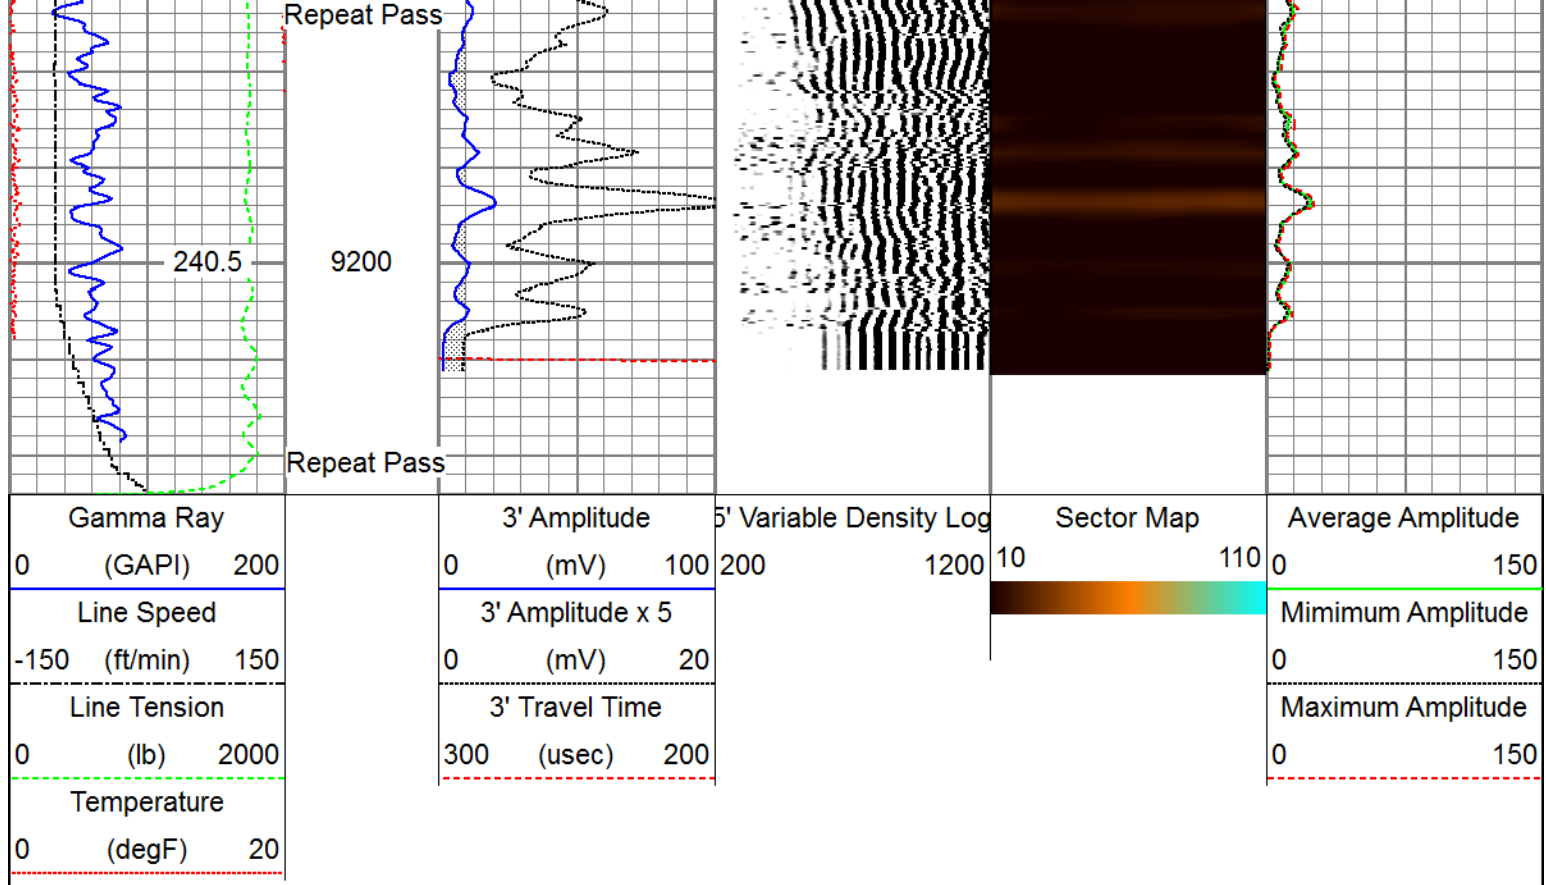 Repeat Pass
240.5
9200
Repeat Pass
Gamma Ray
0 (GAPI) 200
Line Speed
-150 (ft/min) 150
Line Tension
0 (lb) 2000
Temperature
0 (degF) 20
3' Amplitude
0 (mV) 100
3' Amplitude x 5
0 (mV) 20
3' Travel Time
300 (usec) 200
5' Variable Density Log
200 1200
Sector Map
10 110
Average Amplitude
0 150
Mimimum Amplitude
0 150
Maximum Amplitude
0 150